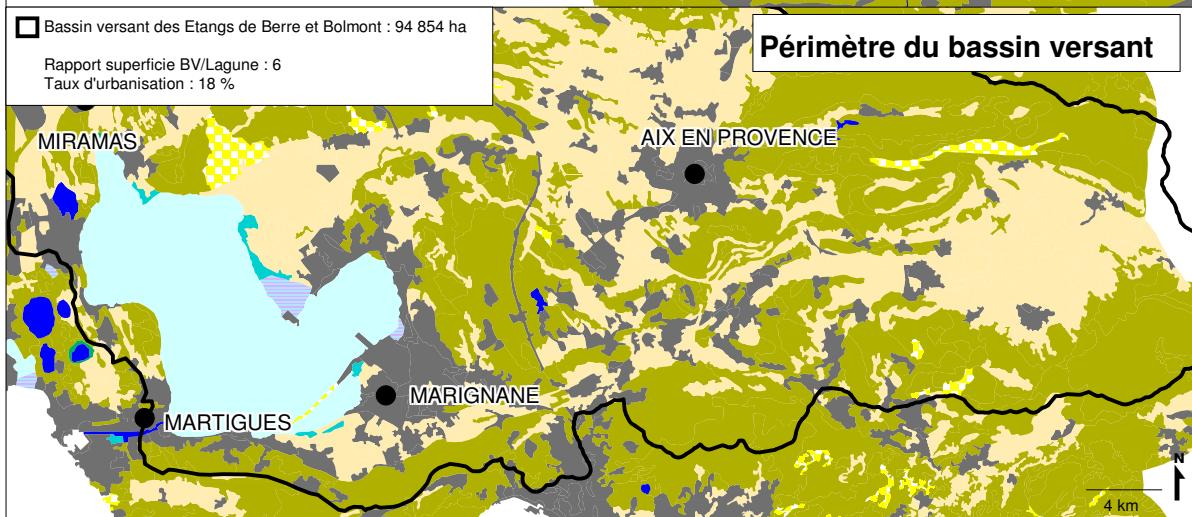 Bassin versant des Etangs de Berre et Bolmont : 94 854 ha
Rapport superficie BV/Lagune : 6
Taux d'urbanisation : 18 %
Périmètre du bassin versant
MIRAMAS
AIX EN PROVENCE
MARIGNANE
MARTIGUES
N
4 km